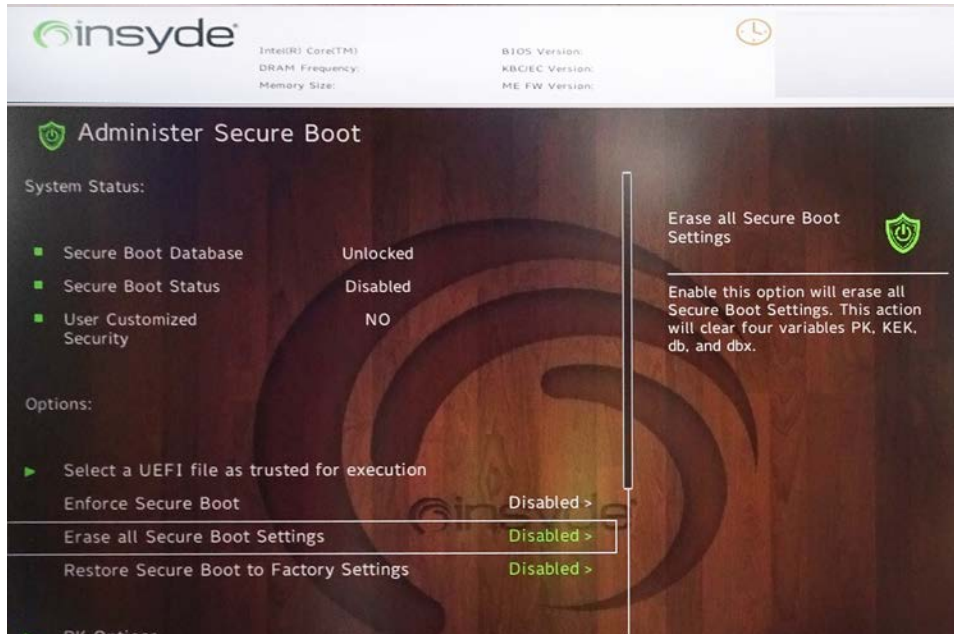 insyde
Intel(R) Core(TM)
DRAM Frequency:
Memory Size:
BIOS Version:
KBC/EC Version:
ME FW Version:
Administer Secure Boot
System Status:
Secure Boot Database Unlocked
Secure Boot Status Disabled
User Customized NO
Security
Options:
Select a UEFI file as trusted for execution
Enforce Secure Boot Disabled >
Erase all Secure Boot Settings Disabled >
Restore Secure Boot to Factory Settings Disabled >
PK Options
Erase all Secure Boot
Settings
Enable this option will erase all
Secure Boot Settings. This action
will clear four variables PK, KEK,
db, and dbx.
insyde